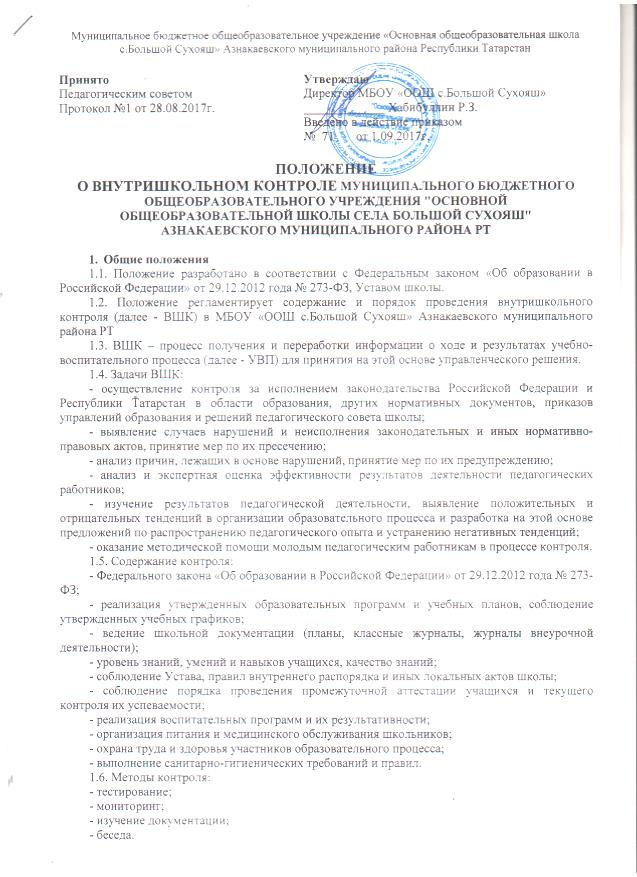 Муниципальное бюджетное общеобразовательное учреждение «Основная общеобразовательная школа
с.Большой Сухояш» Азнакаевского муниципального района Республики Татарстан
Принято
Педагогическим советом
Протокол №1 от 28.08.2017г.
Утверждаю
Директор МБОУ «ООШ с.Большой Сухояш»
Хабибуллин Р.З.
Введено в действие приказом
№ 71 от 1.09.2017г.
ПОЛОЖЕНИЕ
О ВНУТРИШКОЛЬНОМ КОНТРОЛЕ МУНИЦИПАЛЬНОГО БЮДЖЕТНОГО
ОБЩЕОБРАЗОВАТЕЛЬНОГО УЧРЕЖДЕНИЯ "ОСНОВНОЙ
ОБЩЕОБРАЗОВАТЕЛЬНОЙ ШКОЛЫ СЕЛА БОЛЬШОЙ СУХОЯШ"
АЗНАКАЕВСКОГО МУНИЦИПАЛЬНОГО РАЙОНА РТ
1. Общие положения
1.1. Положение разработано в соответствии с Федеральным законом «Об образовании в
Российской Федерации» от 29.12.2012 года № 273-ФЗ, Уставом школы.
1.2. Положение регламентирует содержание и порядок проведения внутришкольного
контроля (далее - ВШК) в МБОУ «ООШ с.Большой Сухояш» Азнакаевского муниципального
района РТ
1.3. ВШК – процесс получения и переработки информации о ходе и результатах учебно-
воспитательного процесса (далее - УВП) для принятия на этой основе управленческого решения.
1.4. Задачи ВШК:
- осуществление контроля за исполнением законодательства Российской Федерации и
Республики Татарстан в области образования, других нормативных документов, приказов
управлений образования и решений педагогического совета школы;
- выявление случаев нарушений и неисполнения законодательных и иных нормативно-
правовых актов, принятие мер по их пресечению;
- анализ причин, лежащих в основе нарушений, принятие мер по их предупреждению;
- анализ и экспертная оценка эффективности результатов деятельности педагогических
работников;
- изучение результатов педагогической деятельности, выявление положительных и
отрицательных тенденций в организации образовательного процесса и разработка на этой основе
предложений по распространению педагогического опыта и устранению негативных тенденций;
- оказание методической помощи молодым педагогическим работникам в процессе контроля.
1.5. Содержание контроля:
- Федерального закона «Об образовании в Российской Федерации» от 29.12.2012 года № 273-
ФЗ;
- реализация утвержденных образовательных программ и учебных планов, соблюдение
утвержденных учебных графиков;
- ведение школьной документации (планы, классные журналы, журналы внеурочной
деятельности);
- уровень знаний, умений и навыков учащихся, качество знаний;
- соблюдение Устава, правил внутреннего распорядка и иных локальных актов школы;
- соблюдение порядка проведения промежуточной аттестации учащихся и текущего
контроля их успеваемости;
- реализация воспитательных программ и их результативности;
- организация питания и медицинского обслуживания школьников;
- охрана труда и здоровья участников образовательного процесса;
- выполнение санитарно-гигиенических требований и правил.
1.6. Методы контроля:
- тестирование;
- мониторинг;
- изучение документации;
- беседа.